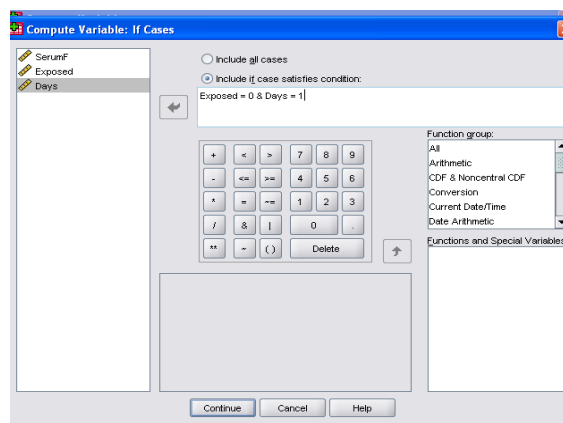 Compute Variable: If Cases
SerumF
Exposed
Days
Include all cases
Include if case satisfies condition:
Exposed = 0 & Days = 1
+ < > 7 8 9
- <= >= 4 5 6
* = ~= 1 2 3
/ & | 0 .
** ~ ( ) Delete
Function group:
All
Arithmetic
CDF & Noncentral CDF
Conversion
Current Date/Time
Date Arithmetic
Functions and Special Variables
Continue Cancel Help